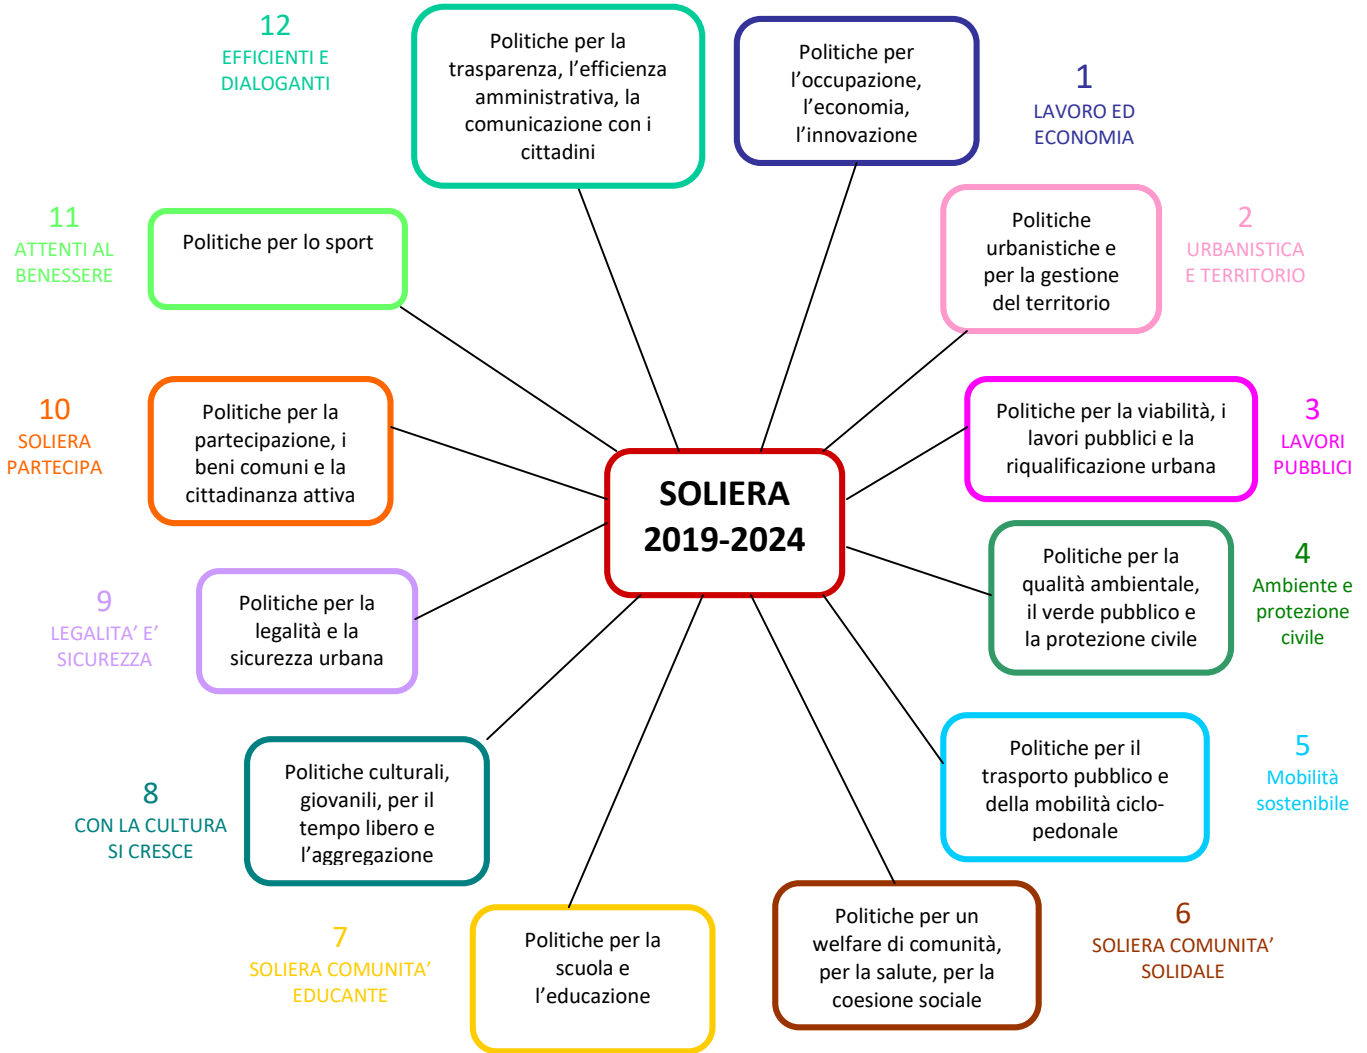 SOLIERA
2019-2024
1
LAVORO ED
ECONOMIA
Politiche per
l’occupazione,
l’economia,
l’innovazione
2
URBANISTICA
E TERRITORIO
Politiche
urbanistiche e
per la gestione
del territorio
3
LAVORI
PUBBLICI
Politiche per la viabilità, i
lavori pubblici e la
riqualificazione urbana
4
Ambiente e
protezione
civile
Politiche per la
qualità ambientale,
il verde pubblico e
la protezione civile
5
Mobilità
sostenibile
Politiche per il
trasporto pubblico e
della mobilità ciclo-
pedonale
6
SOLIERA COMUNITA’
SOLIDALE
Politiche per un
welfare di comunità,
per la salute, per la
coesione sociale
7
SOLIERA COMUNITA’
EDUCANTE
Politiche per la
scuola e
l’educazione
8
CON LA CULTURA
SI CRESCE
Politiche culturali,
giovanili, per il
tempo libero e
l’aggregazione
9
LEGALITA’ E’
SICUREZZA
Politiche per la
legalità e la
sicurezza urbana
10
SOLIERA
PARTECIPA
Politiche per la
partecipazione, i
beni comuni e la
cittadinanza attiva
11
ATTENTI AL
BENESSERE
Politiche per lo sport
12
EFFICIENTI E
DIALOGANTI
Politiche per la
trasparenza, l’efficienza
amministrativa, la
comunicazione con i
cittadini